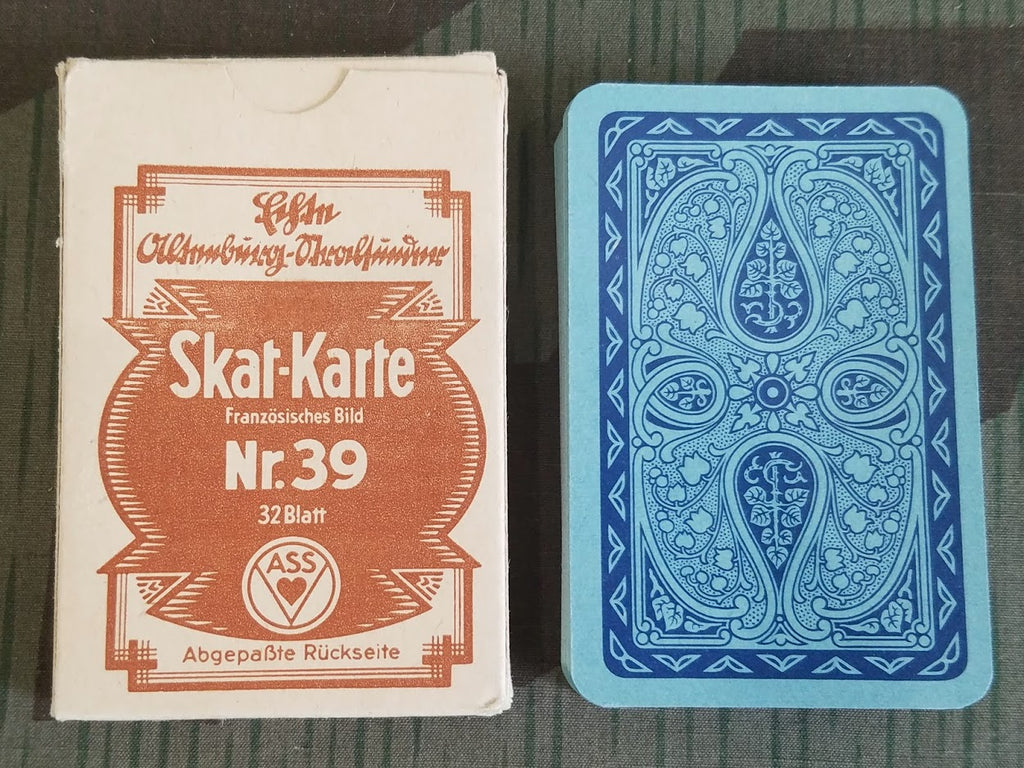 Echte
Altenburg-Stralsunder
Skat-Karte
Französisches Bild
Nr. 39
32 Blatt
ASS
Abgepaßte Rückseite